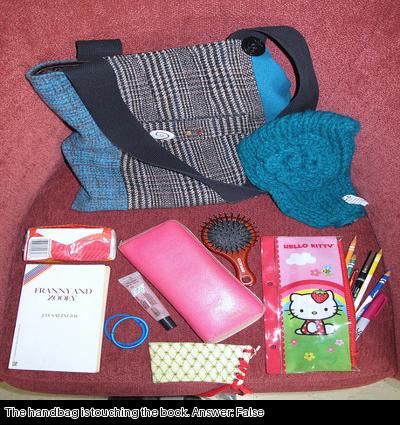 HELLO KITTY
FRANNY AND
ZOOEY
J.D. SALINGER
The handbag is touching the book. Answer: False